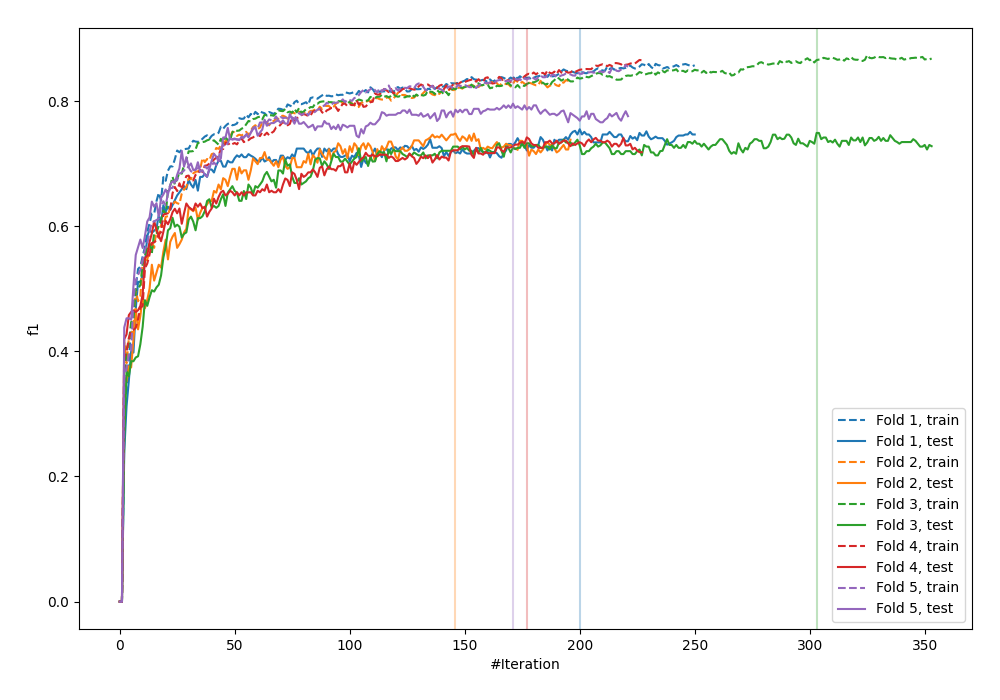 0.8
0.6
0.4
0.2
0.0
f1
0
50
100
150
200
250
300
350
#Iteration
Fold 1, train
Fold 1, test
Fold 2, train
Fold 2, test
Fold 3, train
Fold 3, test
Fold 4, train
Fold 4, test
Fold 5, train
Fold 5, test